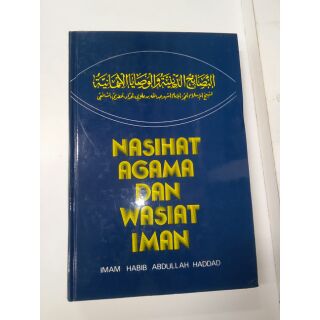 النصائح الدينية والوصايا الإيمانية
NASIHAT
AGAMA
DAN
WASIAT
IMAN
IMAM HABIB ABDULLAH HADDAD